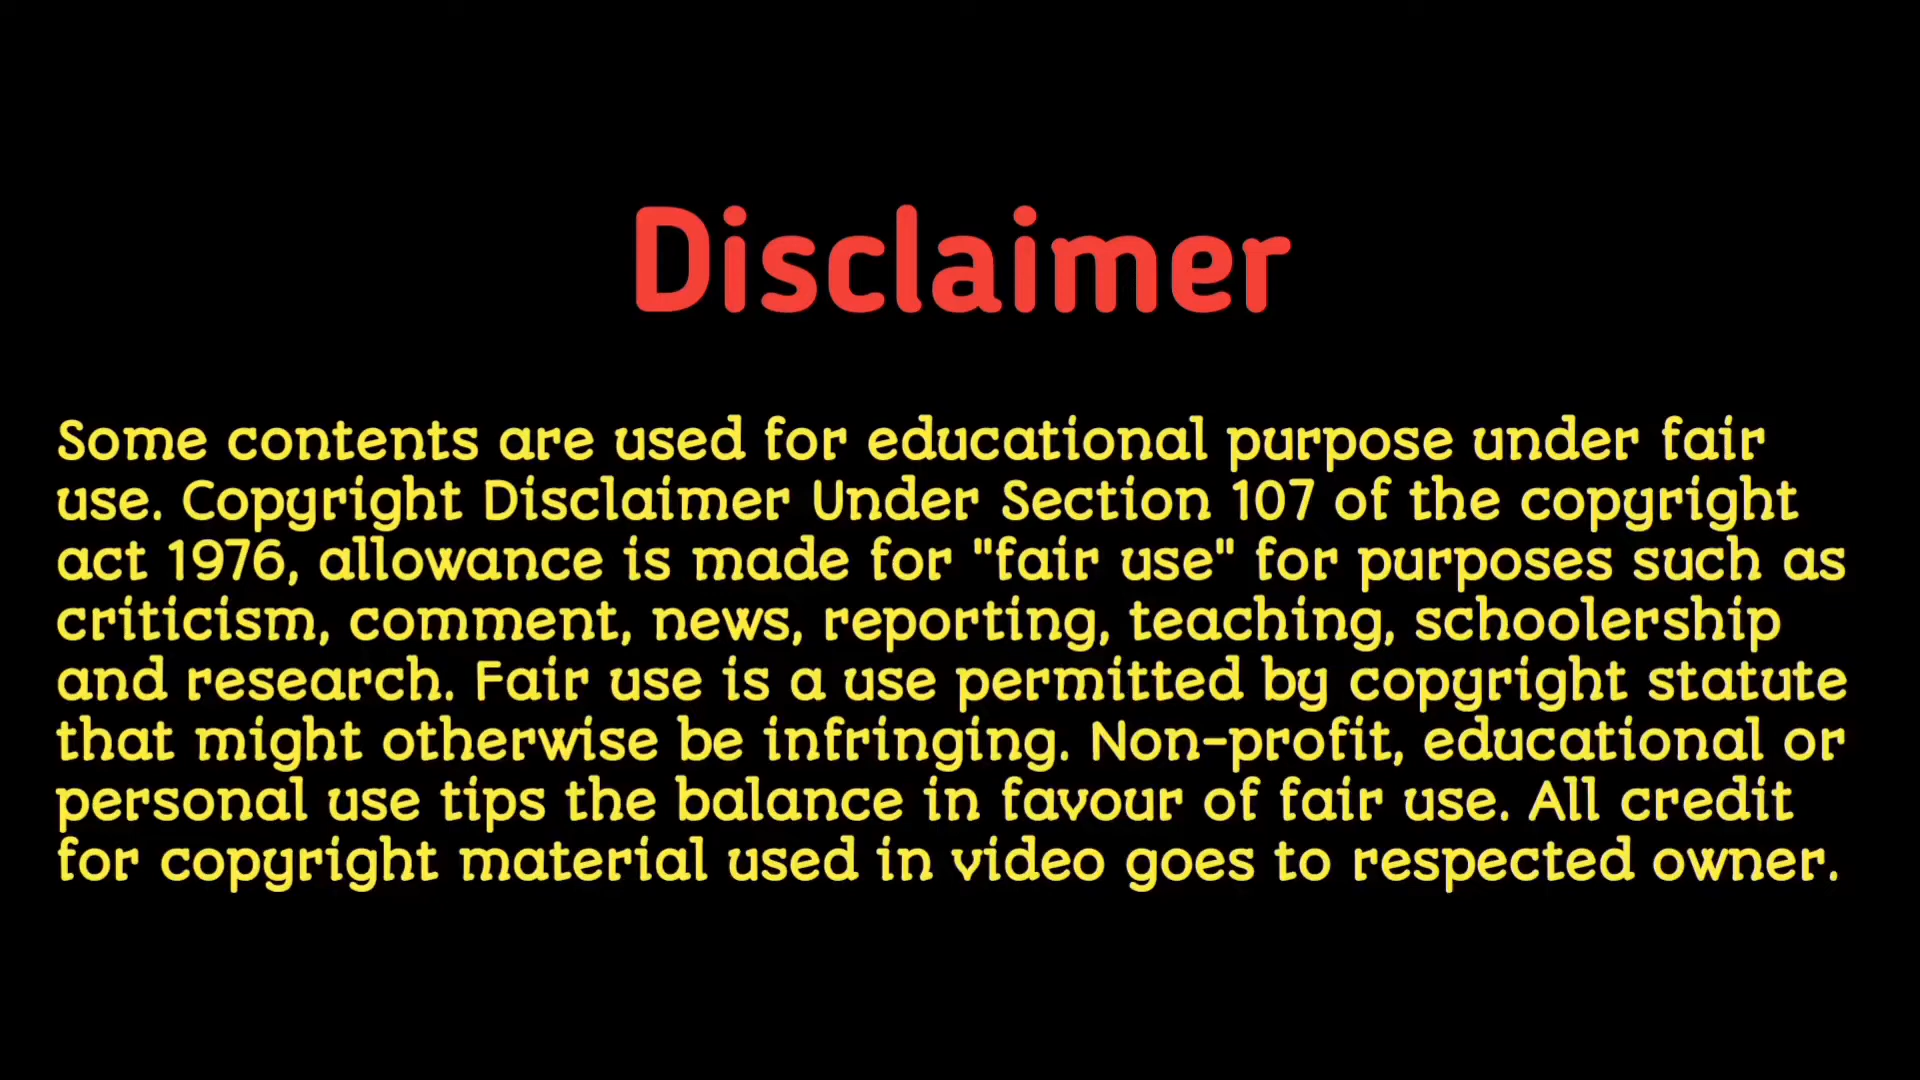 Disclaimer
Some contents are used for educational purpose under fair
use. Copyright Disclaimer Under Section 107 of the copyright
act 1976, allowance is made for "fair use" for purposes such as
criticism, comment, news, reporting, teaching, schoolership
and research. Fair use is a use permitted by copyright statute
that might otherwise be infringing. Non-profit, educational or
personal use tips the balance in favour of fair use. All credit
for copyright material used in video goes to respected owner.